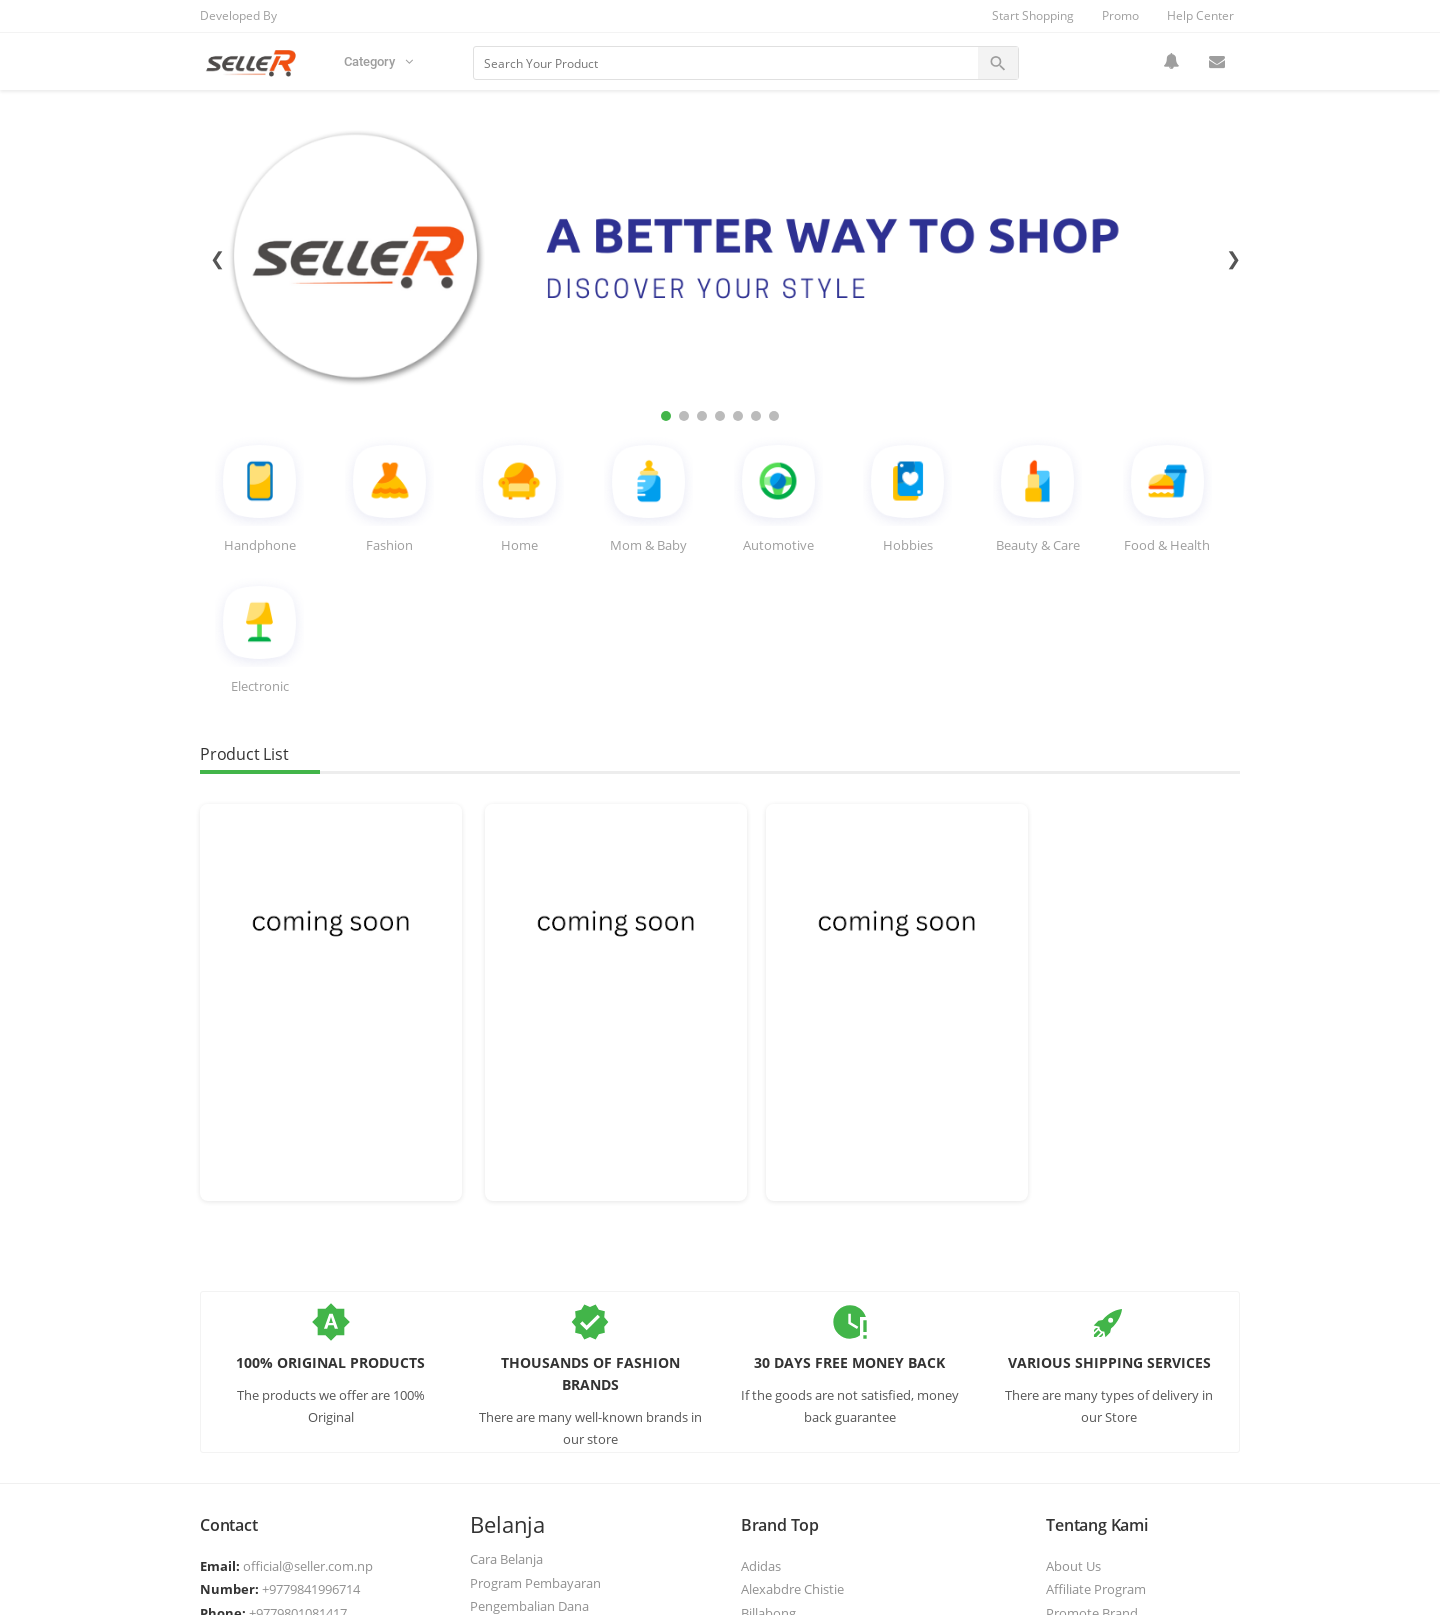 Developed By
Start Shopping
Promo
Help Center
SELLER
Category
Search Your Product
SELLER
A BETTER WAY TO SHOP
DISCOVER YOUR STYLE
Handphone
Fashion
Home
Mom & Baby
Automotive
Hobbies
Beauty & Care
Food & Health
Electronic
Product List
coming soon
coming soon
coming soon
A
100% ORIGINAL PRODUCTS
The products we offer are 100%
Original
THOUSANDS OF FASHION
BRANDS
There are many well-known brands in
our store
30 DAYS FREE MONEY BACK
If the goods are not satisfied, money
back guarantee
VARIOUS SHIPPING SERVICES
There are many types of delivery in
our Store
Contact
Email: official@seller.com.np
Number: +9779841996714
Phone: +9779801081417
Belanja
Cara Belanja
Program Pembayaran
Pengembalian Dana
Brand Top
Adidas
Alexabdre Chistie
Billabong
Tentang Kami
About Us
Affiliate Program
Promote Brand